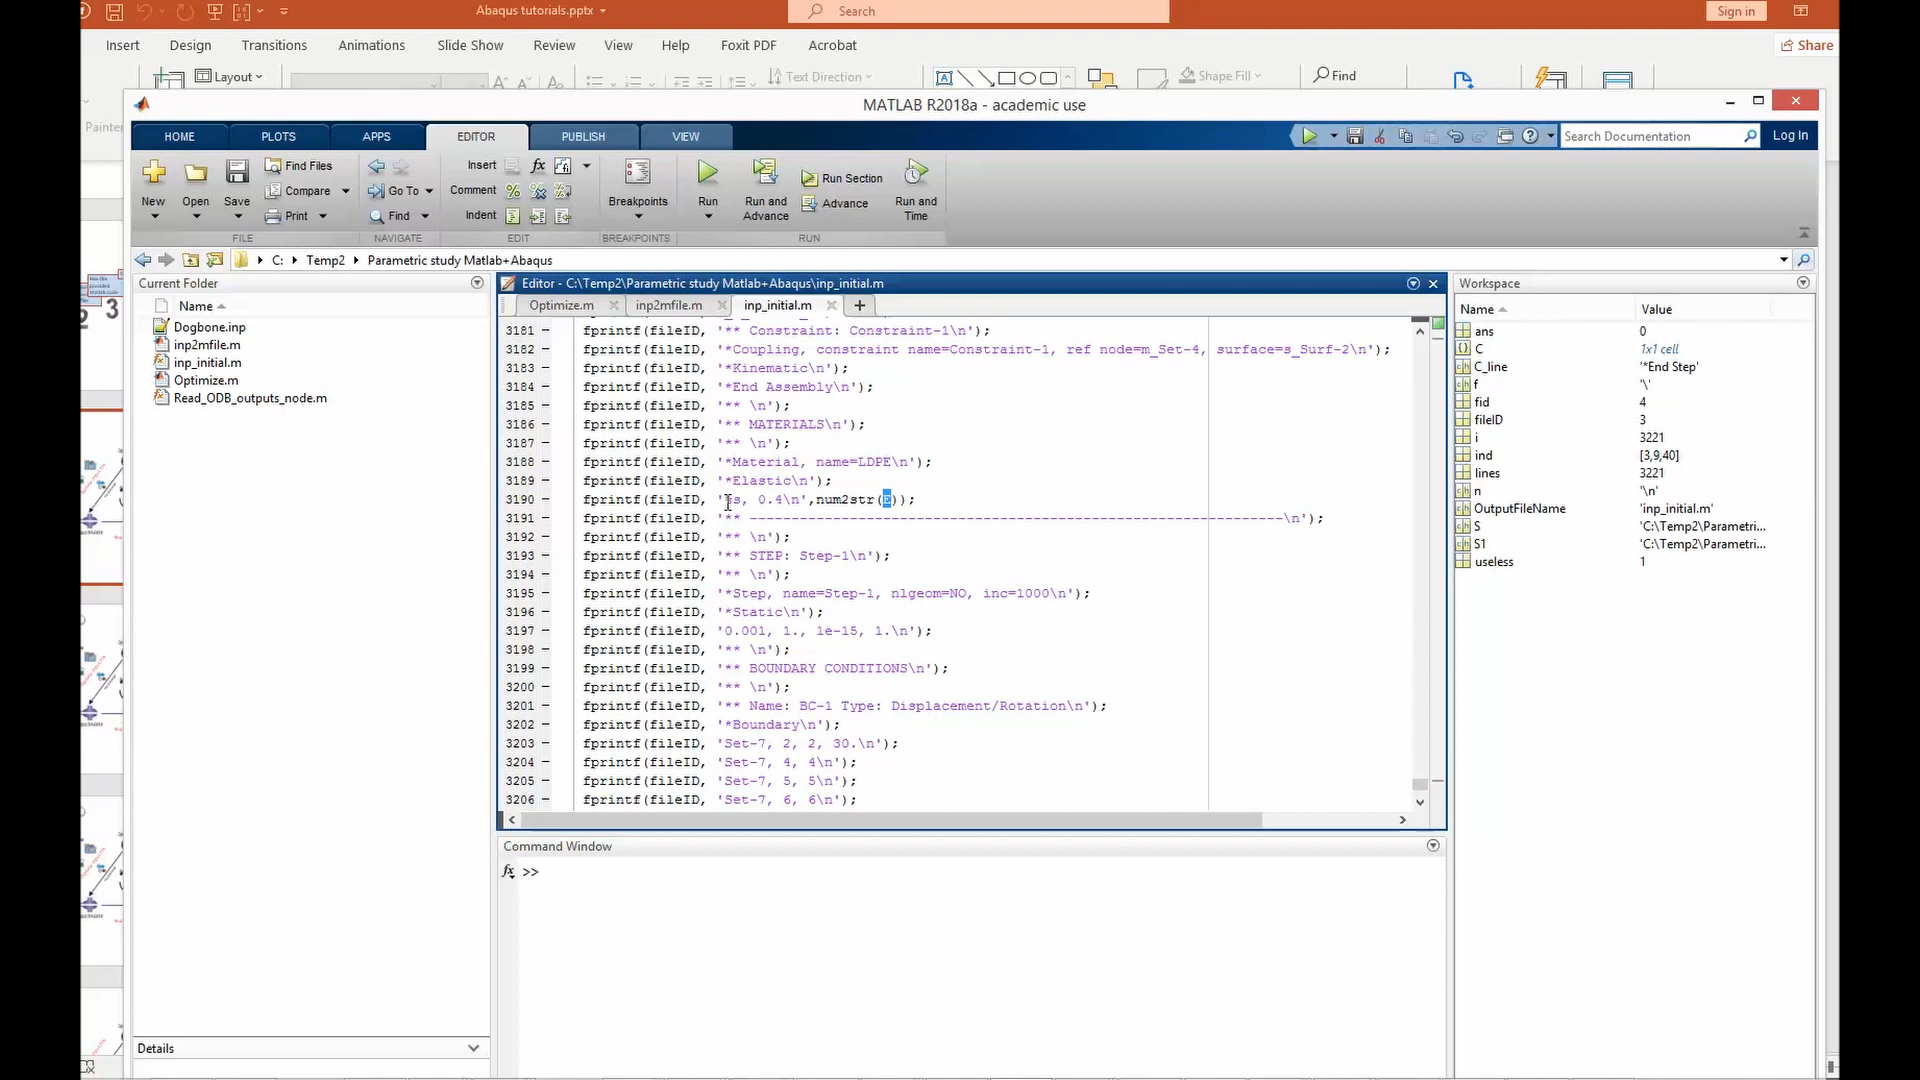 Abaqus tutorials.pptx
Search
Sign in
Insert Design Transitions Animations Slide Show Review View Help Foxit PDF Acrobat
Share
Layout
Text Direction
Shape Fill
Find
Painter
MATLAB R2018a - academic use
HOME PLOTS APPS EDITOR PUBLISH VIEW
Search Documentation
Log In
New Open Save
Find Files
Compare
Print
Go To
Find
Insert
Comment
Indent
Breakpoints
Run
Run and Advance
Run Section
Advance
Run and Time
FILE NAVIGATE EDIT BREAKPOINTS RUN
C: Temp2 Parametric study Matlab+Abaqus
Current Folder
Name
Dogbone.inp
inp2mfile.m
inp_initial.m
Optimize.m
Read_ODB_outputs_node.m
Details
Editor - C:\Temp2\Parametric study Matlab+Abaqus\inp_initial.m
Optimize.m inp2mfile.m inp_initial.m
3181 – fprintf(fileID, '** Constraint: Constraint-1\n');
3182 – fprintf(fileID, '*Coupling, constraint name=Constraint-1, ref node=m_Set-4, surface=s_Surf-2\n');
3183 – fprintf(fileID, '*Kinematic\n');
3184 – fprintf(fileID, '*End Assembly\n');
3185 – fprintf(fileID, '** \n');
3186 – fprintf(fileID, '** MATERIALS\n');
3187 – fprintf(fileID, '** \n');
3188 – fprintf(fileID, '*Material, name=LDPE\n');
3189 – fprintf(fileID, '*Elastic\n');
3190 – fprintf(fileID, '%s, 0.4\n',num2str(E));
3191 – fprintf(fileID, '** ----------------------------------------------------------------\n');
3192 – fprintf(fileID, '** \n');
3193 – fprintf(fileID, '** STEP: Step-1\n');
3194 – fprintf(fileID, '** \n');
3195 – fprintf(fileID, '*Step, name=Step-1, nlgeom=NO, inc=1000\n');
3196 – fprintf(fileID, '*Static\n');
3197 – fprintf(fileID, '0.001, 1., 1e-15, 1.\n');
3198 – fprintf(fileID, '** \n');
3199 – fprintf(fileID, '** BOUNDARY CONDITIONS\n');
3200 – fprintf(fileID, '** \n');
3201 – fprintf(fileID, '** Name: BC-1 Type: Displacement/Rotation\n');
3202 – fprintf(fileID, '*Boundary\n');
3203 – fprintf(fileID, 'Set-7, 2, 2, 30.\n');
3204 – fprintf(fileID, 'Set-7, 4, 4\n');
3205 – fprintf(fileID, 'Set-7, 5, 5\n');
3206 – fprintf(fileID, 'Set-7, 6, 6\n');
Command Window
fx >>
Workspace
Name Value
ans 0
C 1x1 cell
C_line '*End Step'
f '\'
fid 4
fileID 3
i 3221
ind [3,9,40]
lines 3221
n '\n'
OutputFileName 'inp_initial.m'
S 'C:\Temp2\Parametri...
S1 'C:\Temp2\Parametri...
useless 1